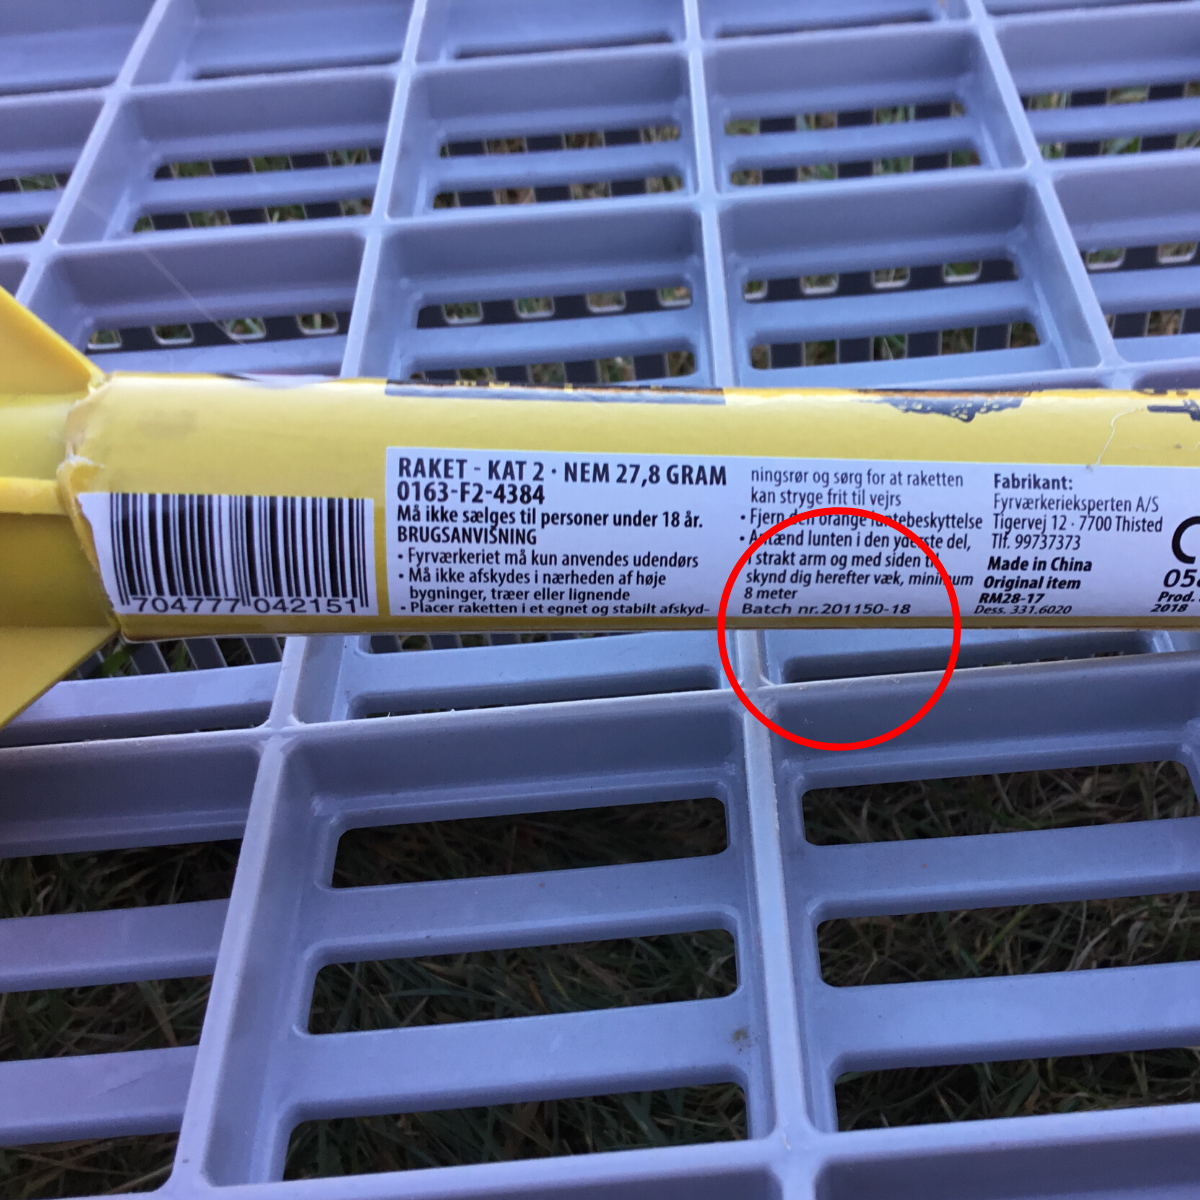 RAKET - KAT 2 · NEM 27,8 GRAM
0163-F2-4384
Må ikke sælges til personer under 18 år.
BRUGSANVISNING
• Fyrværkeriet må kun anvendes udendørs
• Må ikke afskydes i nærheden af høje
bygninger, træer eller lignende
• Placer raketten i et egnet og stabilt afskyd-
ningsrør og sørg for at raketten
kan stryge frit til vejrs
• Fjern den orange luntebeskyttelse
• Antænd lunten i den yderste del,
i strakt arm og med siden til,
skynd dig herefter væk, minimum
8 meter
Batch nr.201150-18
Fabrikant:
Fyrværkerieksperten A/S
Tigervej 12 · 7700 Thisted
Tlf. 99737373
Made in China
Original item
RM28-17
Dess. 331.6020
Prod.
2018
704777 042151